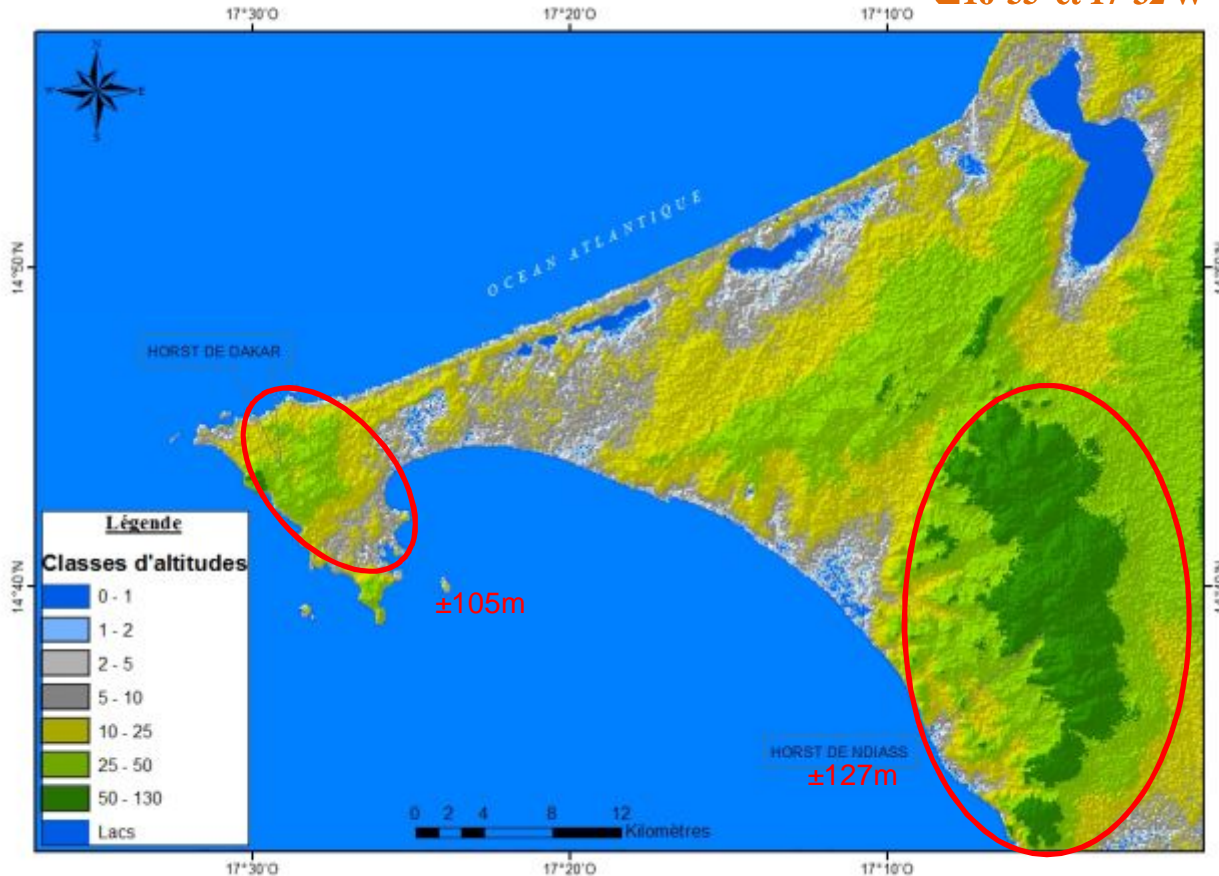 17°30'O 17°20'O 17°10'O
N
W E
S
OCEAN ATLANTIQUE
14°50'N
HORST DE DAKAR
14°40'N
±105m
HORST DE NDIASS
±127m
Légende
Classes d'altitudes
0 - 1
1 - 2
2 - 5
5 - 10
10 - 25
25 - 50
50 - 130
Lacs
0 2 4 8 12
Kilomètres
17°30'O 17°20'O 17°10'O